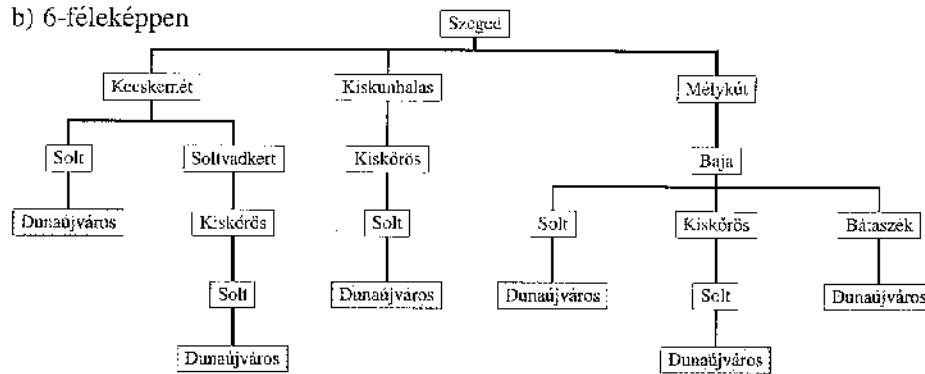 b) 6-féleképpen
Szeged
Kecskemét Kiskunhalas Mélykút
Solt Soltvadkert Kiskőrös Baja
Dunaújváros Kiskőrös Solt Solt Kiskőrös Bátaszék
Solt Dunaújváros Dunaújváros Solt Dunaújváros
Dunaújváros Dunaújváros